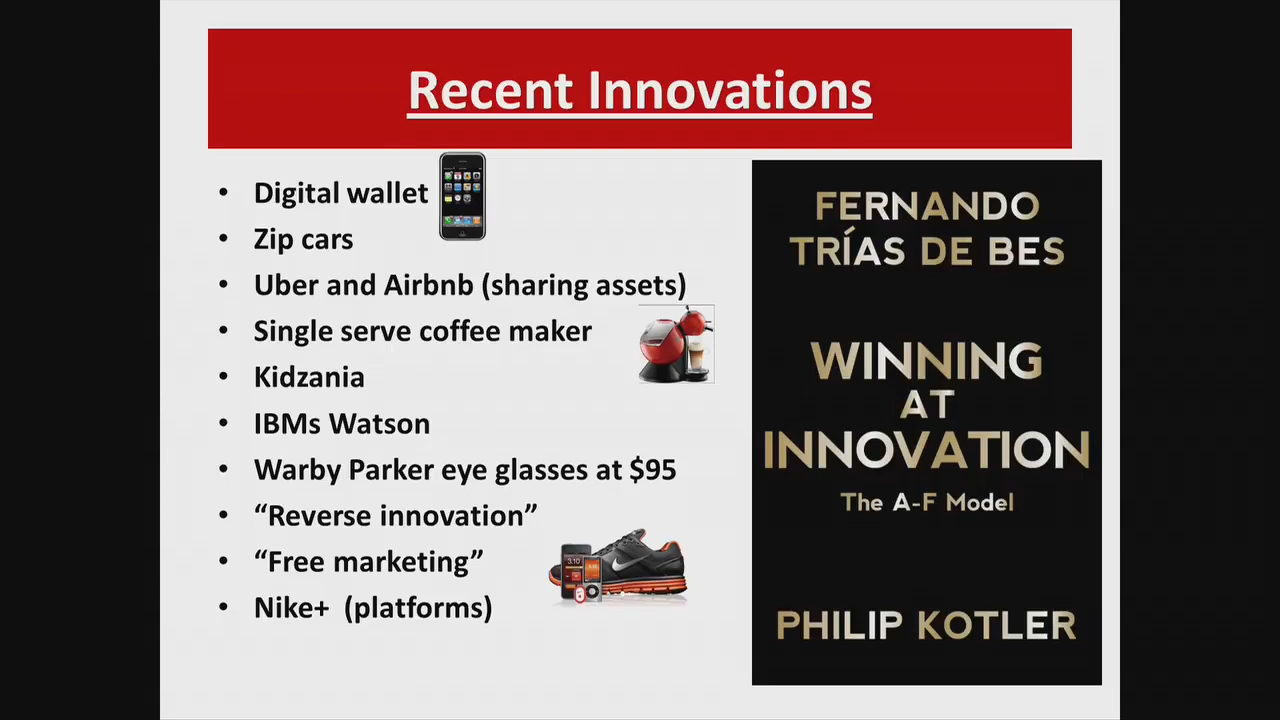 Recent Innovations
• Digital wallet
• Zip cars
• Uber and Airbnb (sharing assets)
• Single serve coffee maker
• Kidzania
• IBMs Watson
• Warby Parker eye glasses at $95
• “Reverse innovation”
• “Free marketing”
• Nike+ (platforms)
FERNANDO
TRÍAS DE BES
WINNING
AT
INNOVATION
The A-F Model
PHILIP KOTLER